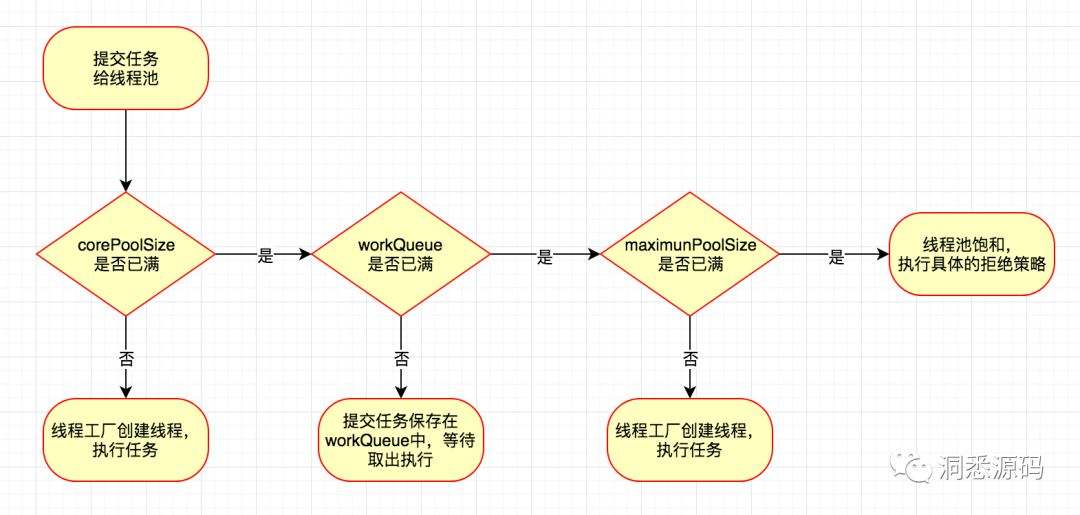 提交任务
给线程池
corePoolSize
是否已满
是
workQueue
是否已满
是
maximunPoolSize
是否已满
是
线程池饱和，
执行具体的拒绝策略
否
否
否
线程工厂创建线程，
执行任务
提交任务保存在
workQueue中，等待
取出执行
线程工厂创建线程，
执行任务
洞悉源码